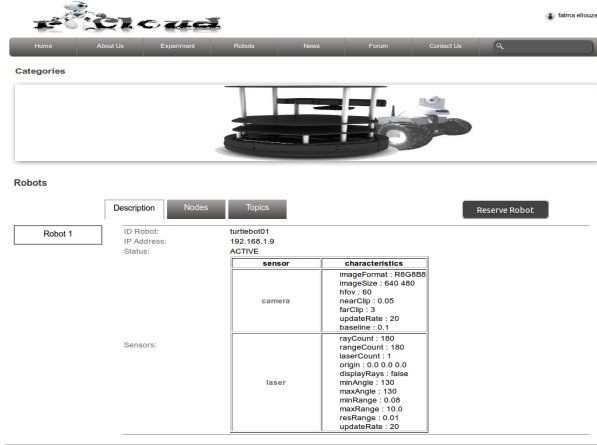 fatma ellouze
Home About Us Experiment Robots News Forum Contact Us
Categories
Robots
Description Nodes Topics Reserve Robot
Robot 1
ID Robot: turtlebot01
IP Address: 192.168.1.9
Status: ACTIVE
sensor characteristics
camera
imageFormat : R8G8B8
imageSize : 640 480
hfov : 60
nearClip : 0.05
farClip : 3
updateRate : 20
baseline : 0.1
Sensors:
laser
rayCount : 180
rangeCount : 180
laserCount : 1
origin : 0.0 0.0 0.0
displayRays : false
minAngle : 130
maxAngle : 130
minRange : 0.08
maxRange : 10.0
resRange : 0.01
updateRate : 20